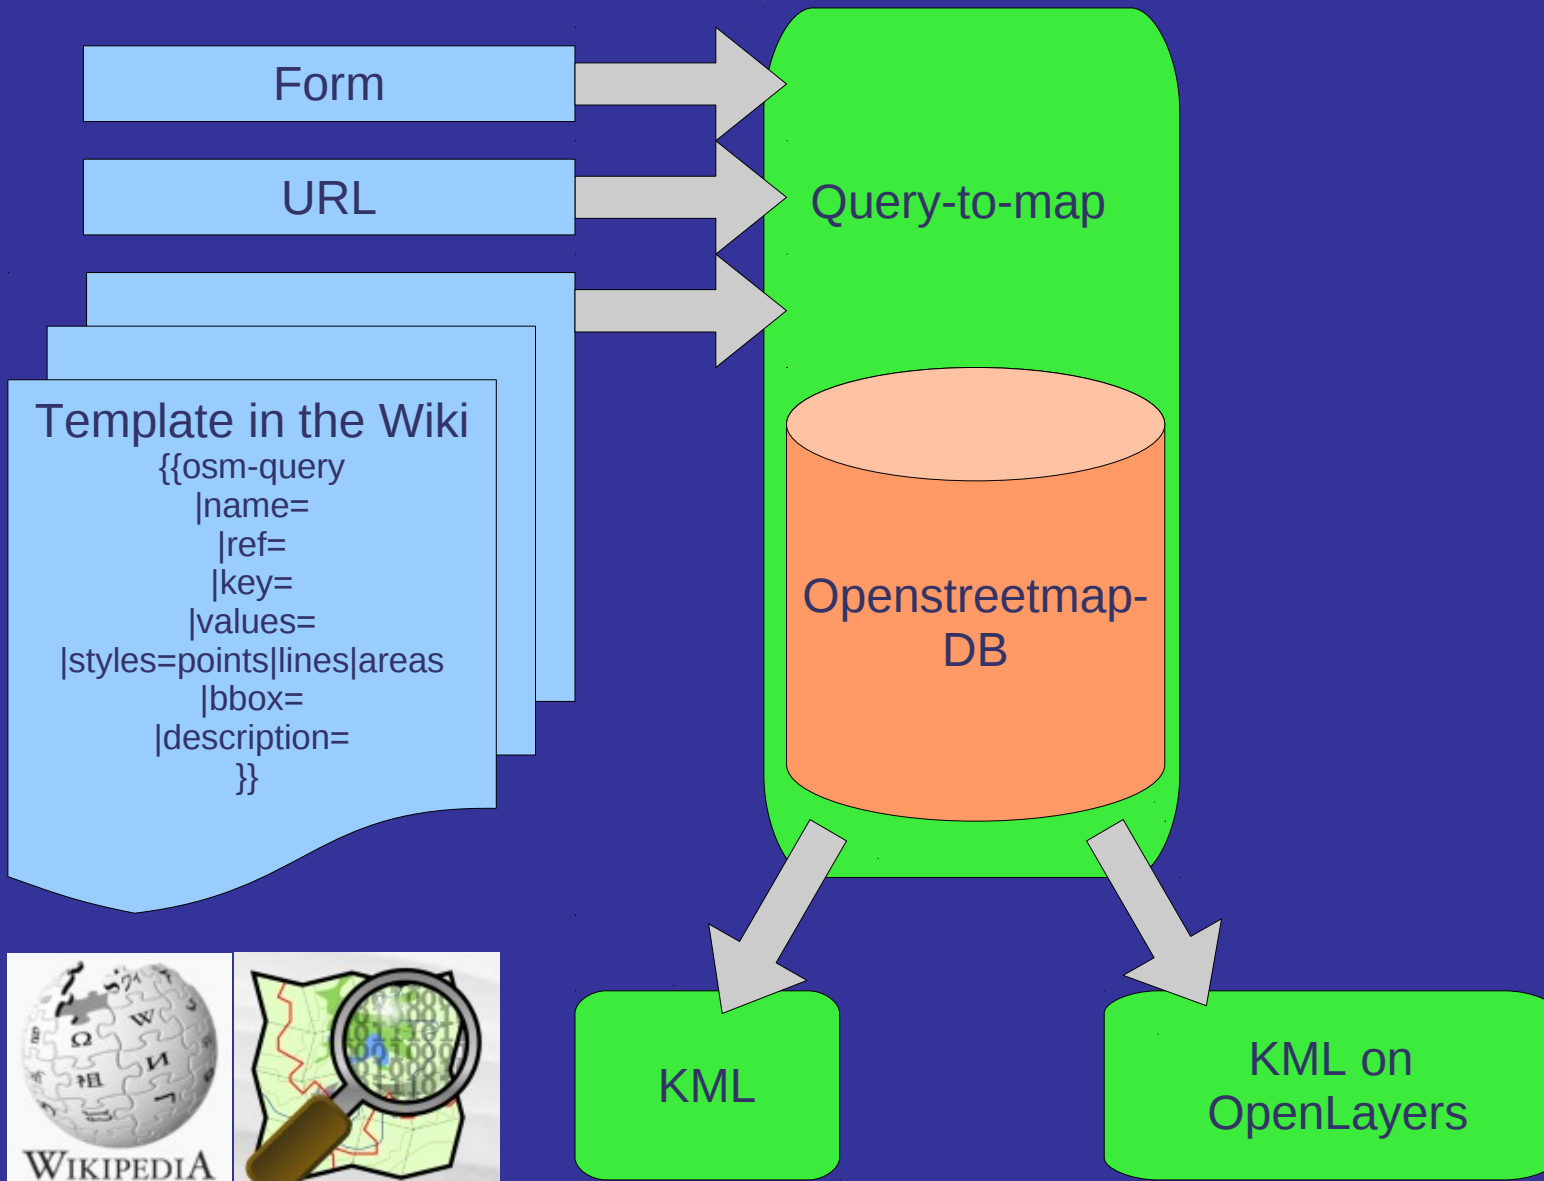 Form
URL
Query-to-map
Template in the Wiki
{{osm-query
|name=
|ref=
|key=
|values=
|styles=points|lines|areas
|bbox=
|description=
}}
Openstreetmap-
DB
KML
KML on
OpenLayers
Ω
W
И
祖
WIKIPEDIA